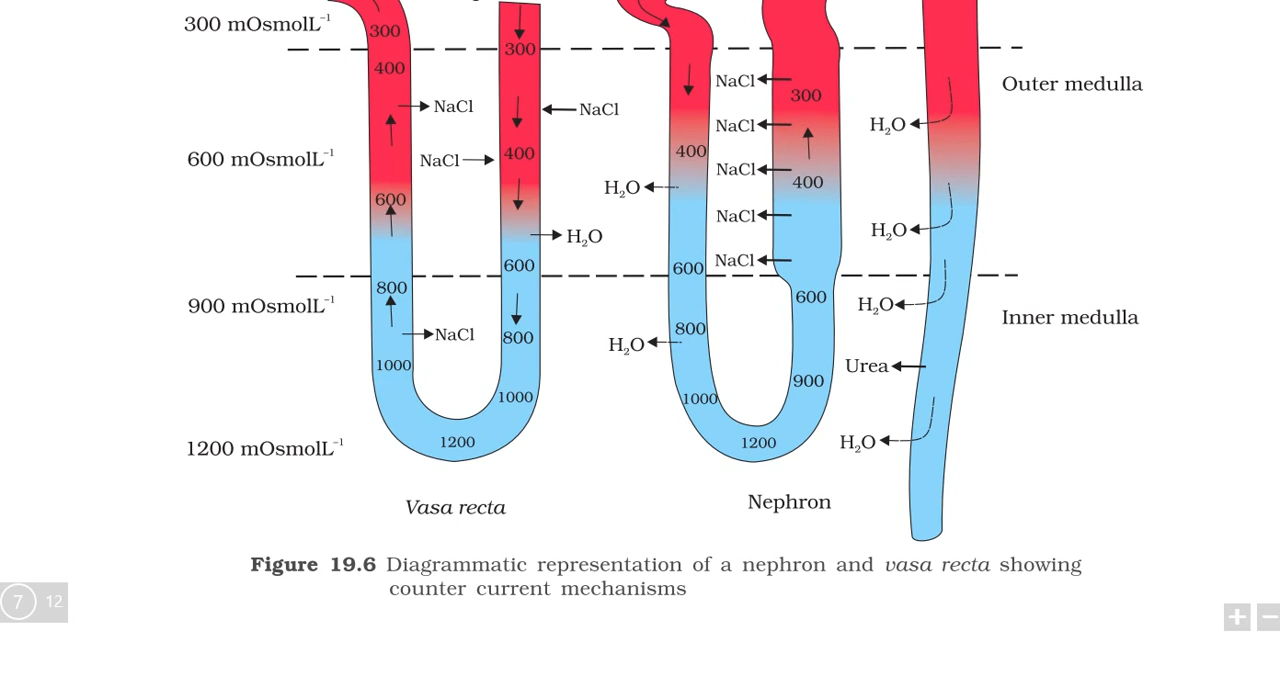 300 mOsmolL⁻¹
300
300
400
NaCl
NaCl
NaCl
300
Outer medulla
NaCl
NaCl
H₂O
600 mOsmolL⁻¹
NaCl
400
400
NaCl
400
H₂O
600
NaCl
H₂O
H₂O
600
600
NaCl
800
600
900 mOsmolL⁻¹
H₂O
Inner medulla
NaCl
800
H₂O
800
1000
Urea
900
1000
1000
1200 mOsmolL⁻¹
1200
1200
H₂O
Vasa recta
Nephron
Figure 19.6 Diagrammatic representation of a nephron and vasa recta showing
counter current mechanisms
7 12